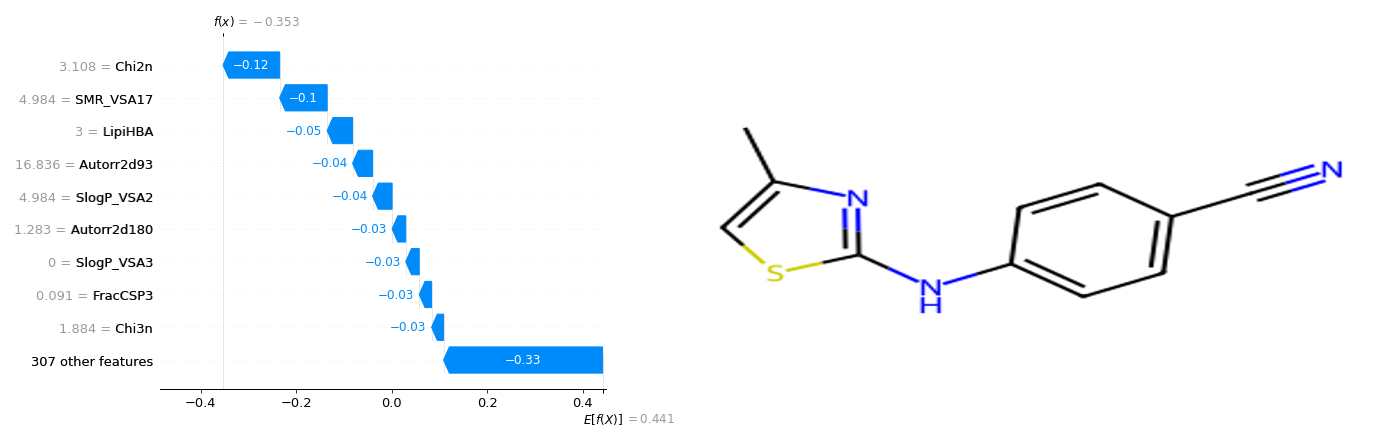 f(x) = −0.353
3.108 = Chi2n −0.12
4.984 = SMR_VSA17 −0.1
3 = LipiHBA −0.05
16.836 = Autorr2d93 −0.04
4.984 = SlogP_VSA2 −0.04
1.283 = Autorr2d180 −0.03
0 = SlogP_VSA3 −0.03
0.091 = FracCSP3 −0.03
1.884 = Chi3n −0.03
307 other features −0.33
−0.4 −0.2 0.0 0.2 0.4
E[f(X)] = 0.441
N
N
S
N
H